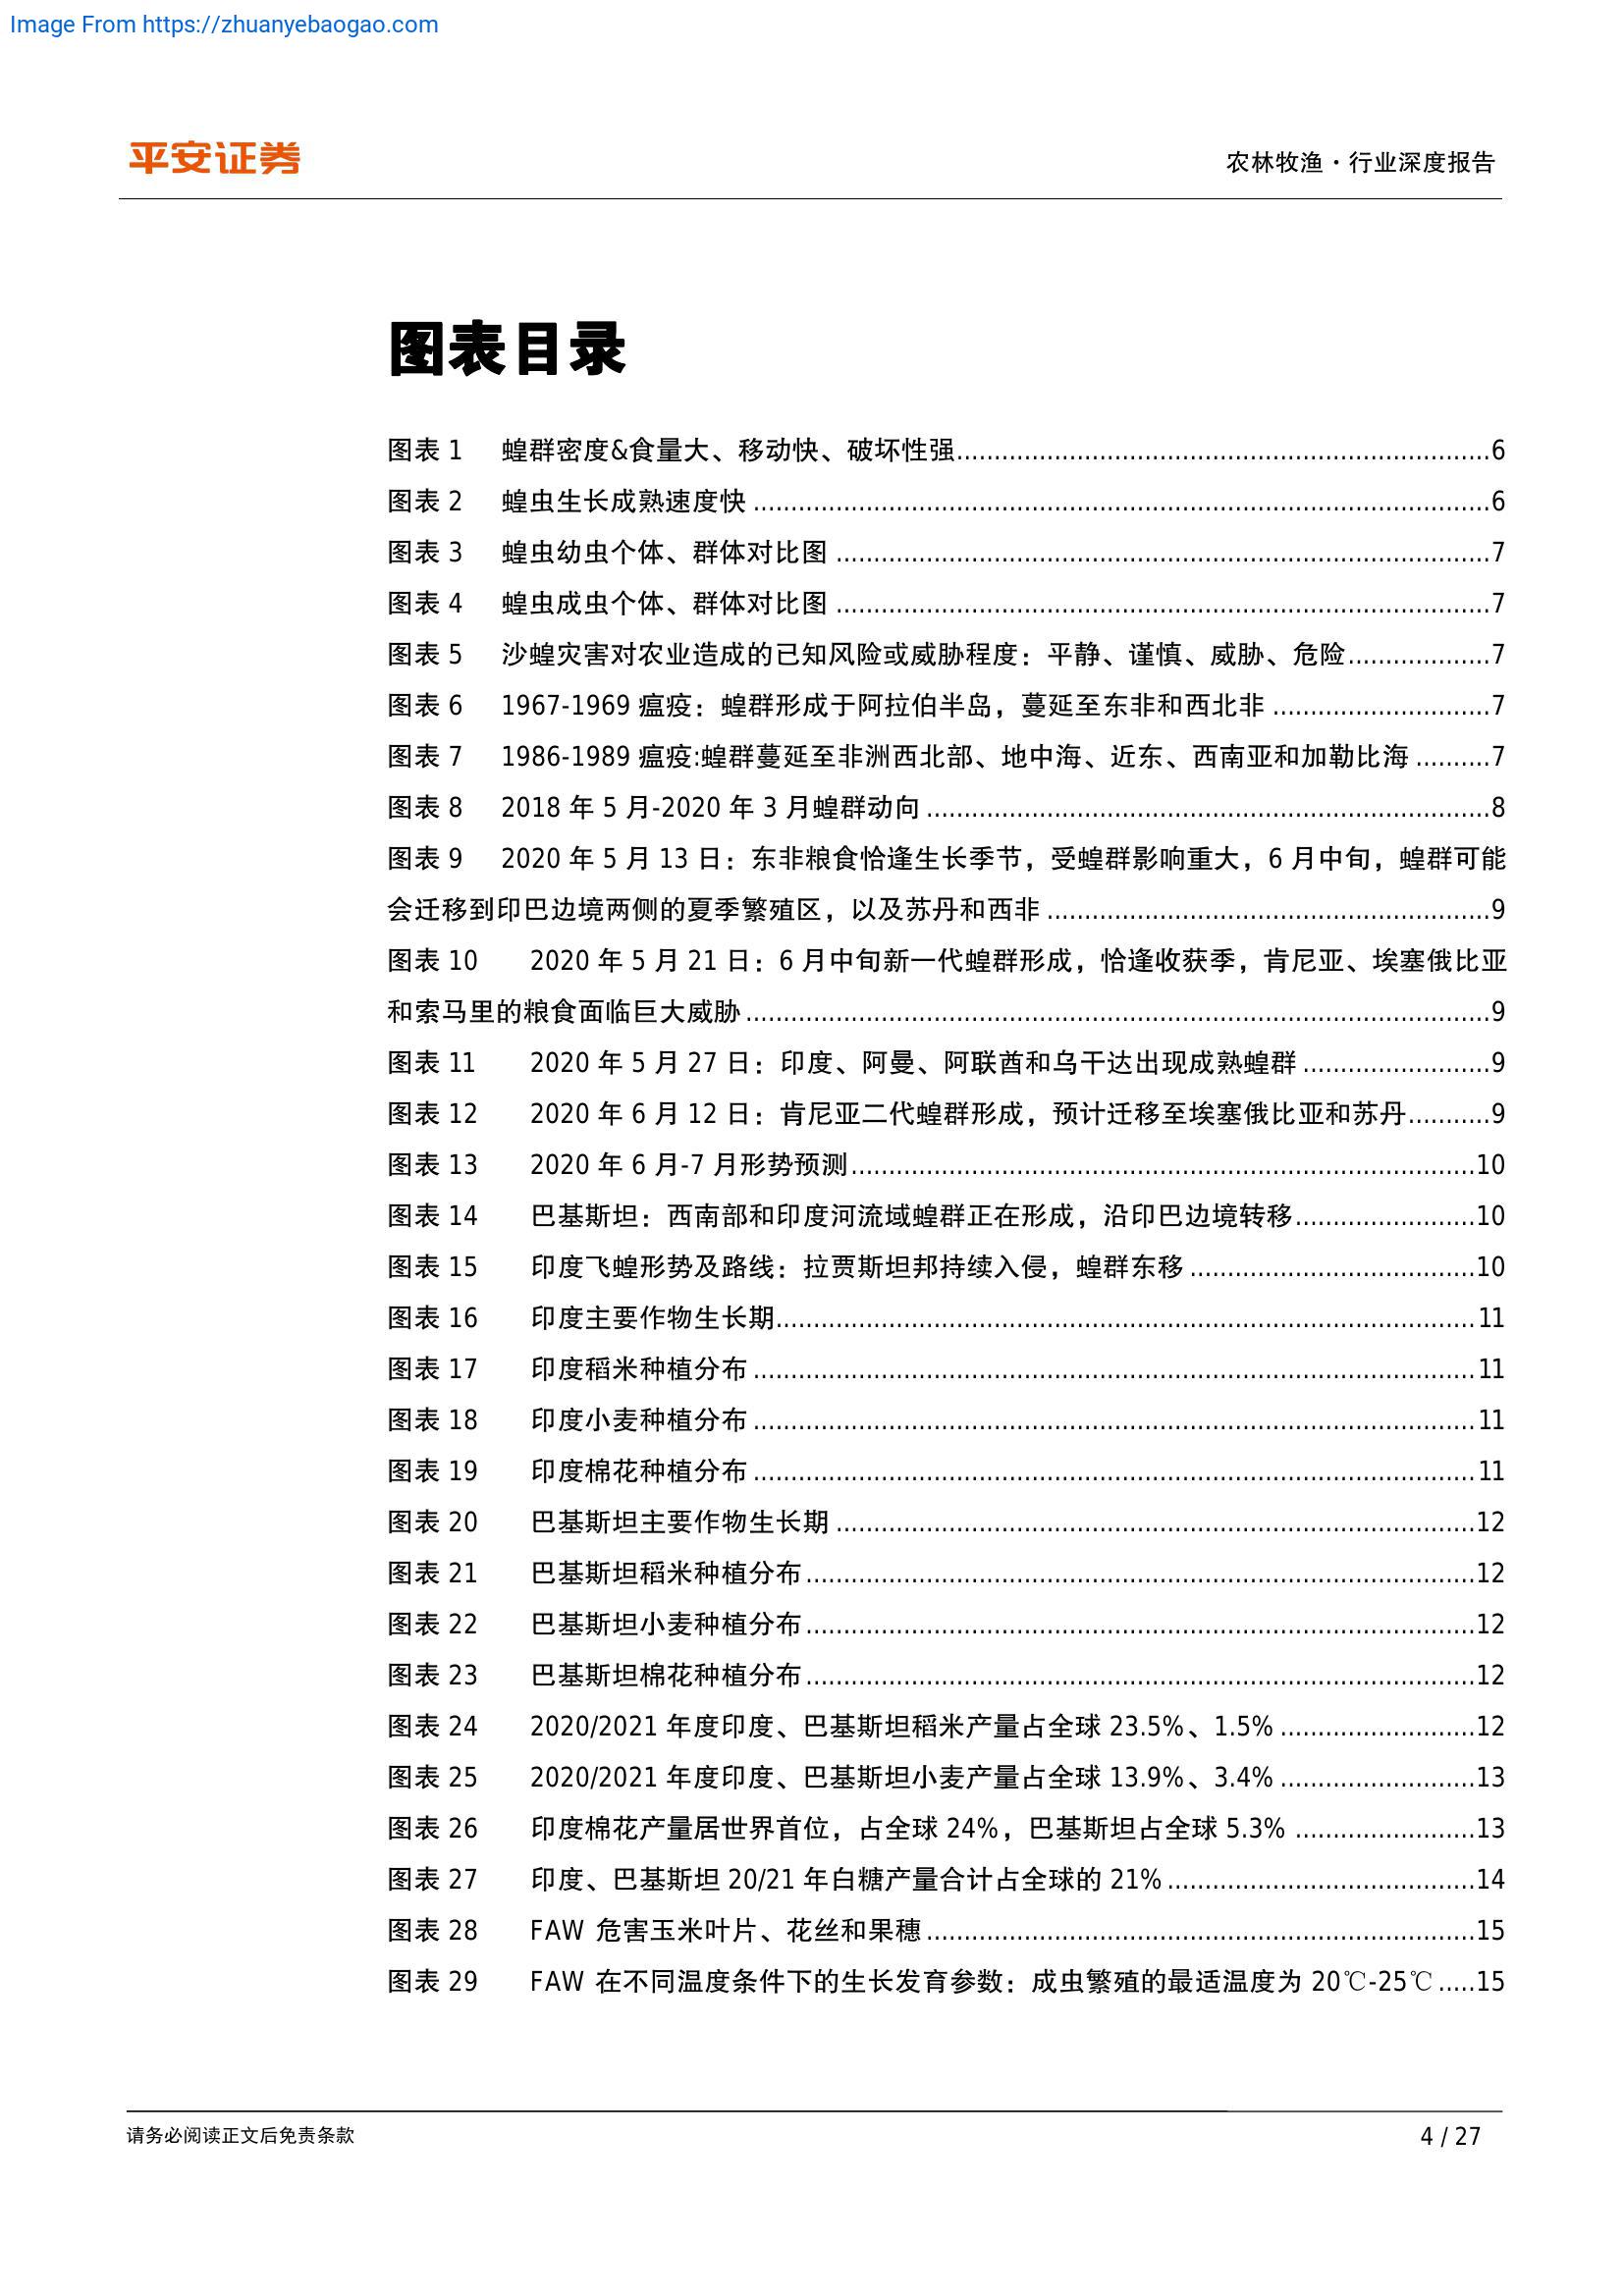 Image From https://zhuanyebaogao.com
平安证券
农林牧渔·行业深度报告
图表目录
图表 1 蝗群密度&食量大、移动快、破坏性强.......................................................................6
图表 2 蝗虫生长成熟速度快..................................................................................................6
图表 3 蝗虫幼虫个体、群体对比图.......................................................................................7
图表 4 蝗虫成虫个体、群体对比图.......................................................................................7
图表 5 沙蝗灾害对农业造成的已知风险或威胁程度：平静、谨慎、威胁、危险...................7
图表 6 1967-1969 瘟疫：蝗群形成于阿拉伯半岛，蔓延至东非和西北非.............................7
图表 7 1986-1989 瘟疫:蝗群蔓延至非洲西北部、地中海、近东、西南亚和加勒比海..........7
图表 8 2018 年 5 月-2020 年 3 月蝗群动向...........................................................................8
图表 9 2020 年 5 月 13 日：东非粮食恰逢生长季节，受蝗群影响重大，6 月中旬，蝗群可能
会迁移到印巴边境两侧的夏季繁殖区，以及苏丹和西非...........................................................9
图表 10 2020 年 5 月 21 日：6 月中旬新一代蝗群形成，恰逢收获季，肯尼亚、埃塞俄比亚
和索马里的粮食面临巨大威胁...................................................................................................9
图表 11 2020 年 5 月 27 日：印度、阿曼、阿联酋和乌干达出现成熟蝗群.........................9
图表 12 2020 年 6 月 12 日：肯尼亚二代蝗群形成，预计迁移至埃塞俄比亚和苏丹...........9
图表 13 2020 年 6 月-7 月形势预测...................................................................................10
图表 14 巴基斯坦：西南部和印度河流域蝗群正在形成，沿印巴边境转移........................10
图表 15 印度飞蝗形势及路线：拉贾斯坦邦持续入侵，蝗群东移......................................10
图表 16 印度主要作物生长期.............................................................................................11
图表 17 印度稻米种植分布................................................................................................11
图表 18 印度小麦种植分布................................................................................................11
图表 19 印度棉花种植分布................................................................................................11
图表 20 巴基斯坦主要作物生长期.....................................................................................12
图表 21 巴基斯坦稻米种植分布.........................................................................................12
图表 22 巴基斯坦小麦种植分布.........................................................................................12
图表 23 巴基斯坦棉花种植分布.........................................................................................12
图表 24 2020/2021 年度印度、巴基斯坦稻米产量占全球 23.5%、1.5%..........................12
图表 25 2020/2021 年度印度、巴基斯坦小麦产量占全球 13.9%、3.4%..........................13
图表 26 印度棉花产量居世界首位，占全球 24%，巴基斯坦占全球 5.3%........................13
图表 27 印度、巴基斯坦 20/21 年白糖产量合计占全球的 21%.........................................14
图表 28 FAW 危害玉米叶片、花丝和果穗.........................................................................15
图表 29 FAW 在不同温度条件下的生长发育参数：成虫繁殖的最适温度为 20℃-25℃.....15
请务必阅读正文后免责条款
4 / 27